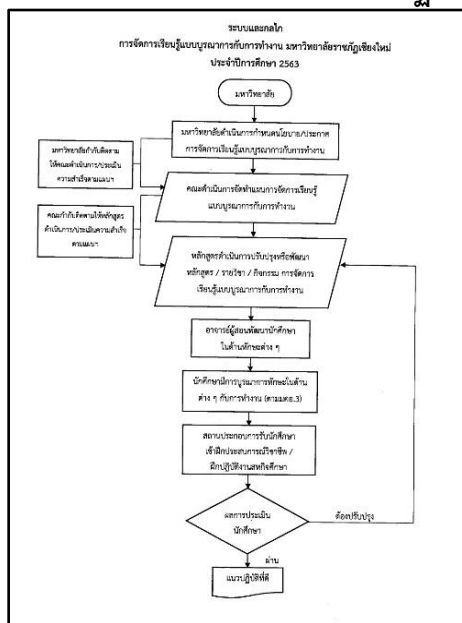 ระบบและกลไก
การจัดการเรียนรู้แบบบูรณาการกับการทำงาน มหาวิทยาลัยราชภัฏเชียงใหม่
ประจำปีการศึกษา 2563
มหาวิทยาลัย
มหาวิทยาลัยดำเนินการกำหนดนโยบาย/ประกาศ
การจัดการเรียนรู้แบบบูรณาการกับการทำงาน
มหาวิทยาลัยกำกับติดตาม
ให้คณะดำเนินการ/ประเมิน
ความสำเร็จตามแผนฯ
คณะดำเนินการจัดทำแผนการจัดการเรียนรู้
แบบบูรณาการกับการทำงาน
คณะกำกับติดตามให้หลักสูตร
ดำเนินการ/ประเมินความสำเร็จ
ตามแผนฯ
หลักสูตรดำเนินการปรับปรุงหรือพัฒนา
หลักสูตร / รายวิชา / กิจกรรม การจัดการ
เรียนรู้แบบบูรณาการกับการทำงาน
อาจารย์ผู้สอนพัฒนานักศึกษา
ในด้านทักษะต่าง ๆ
นักศึกษามีการบูรณาการทักษะในด้าน
ต่าง ๆ กับการทำงาน (ตามมคอ.3)
สถานประกอบการรับนักศึกษา
เข้าฝึกประสบการณ์วิชาชีพ /
ฝึกปฏิบัติงานสหกิจศึกษา
ผลการประเมิน
นักศึกษา
ต้องปรับปรุง
ผ่าน
แนวปฏิบัติที่ดี